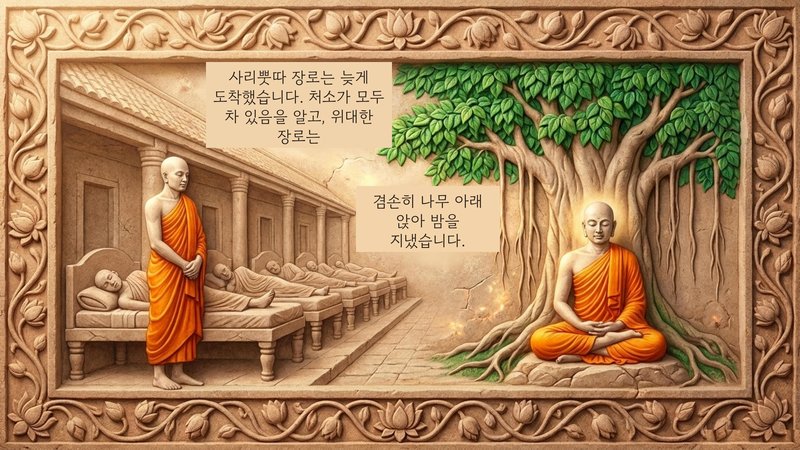 사리뿟따 장로는 늦게
도착했습니다. 처소가 모두
차 있음을 알고, 위대한
장로는
겸손히 나무 아래
앉아 밤을
지냈습니다.